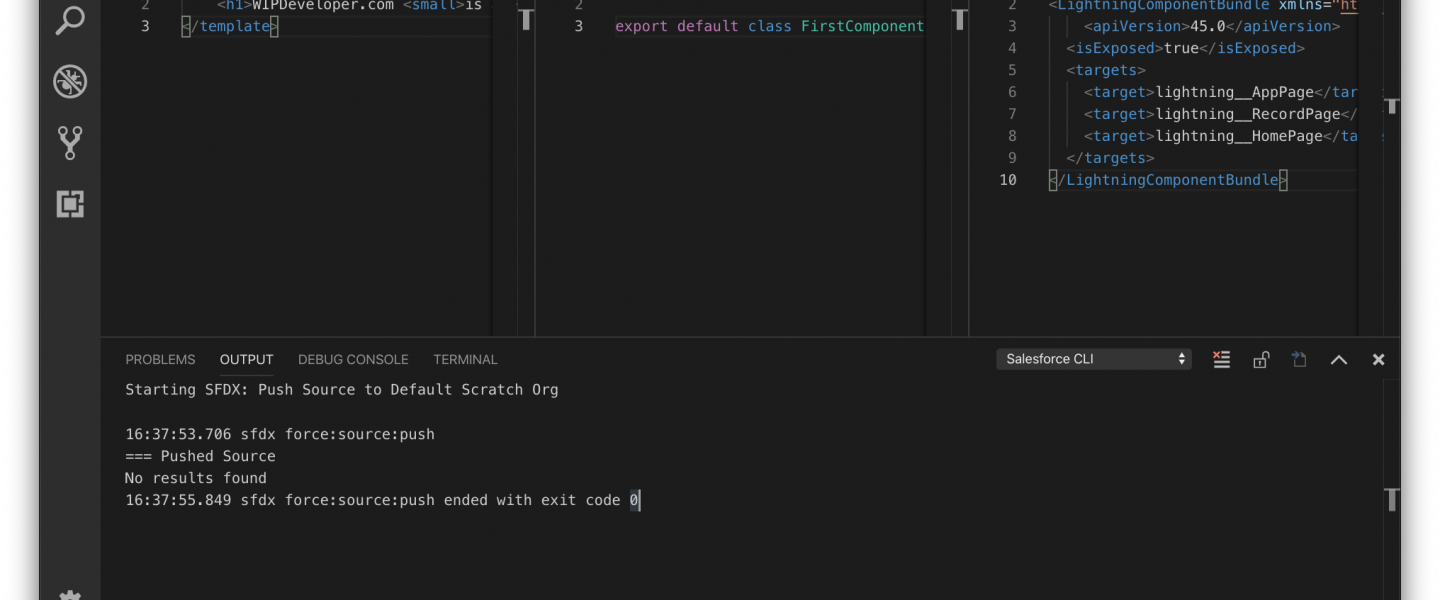 2 <h1>WIPDeveloper.com <small>is
3 </template>
2
3 export default class FirstComponent
2 <LightningComponentBundle xmlns="ht
3 <apiVersion>45.0</apiVersion>
4 <isExposed>true</isExposed>
5 <targets>
6 <target>lightning__AppPage</tar
7 <target>lightning__RecordPage</
8 <target>lightning__HomePage</ta
9 </targets>
10 </LightningComponentBundle>
PROBLEMS OUTPUT DEBUG CONSOLE TERMINAL Salesforce CLI
Starting SFDX: Push Source to Default Scratch Org
16:37:53.706 sfdx force:source:push
=== Pushed Source
No results found
16:37:55.849 sfdx force:source:push ended with exit code 0